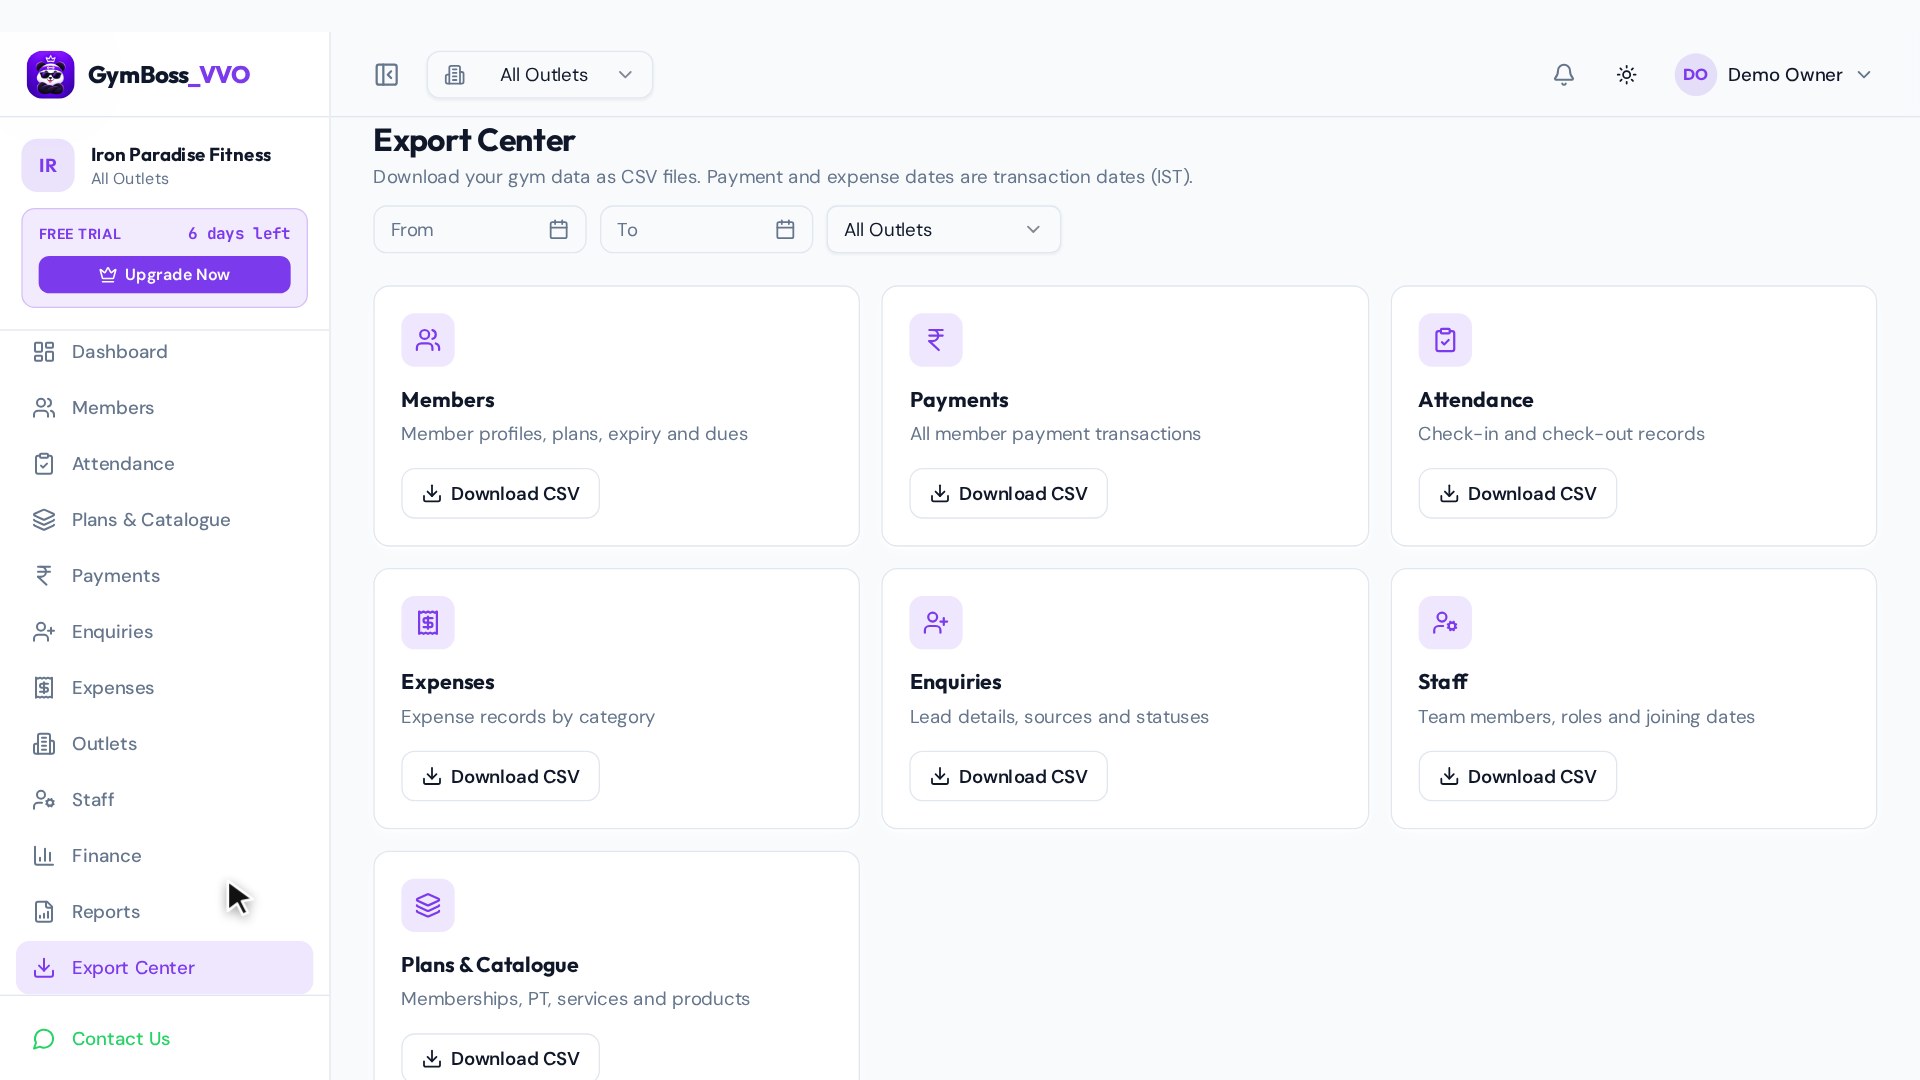 GymBoss_VVO
All Outlets
DO
Demo Owner
IR
Iron Paradise Fitness
All Outlets
FREE TRIAL
6 days left
Upgrade Now
Dashboard
Members
Attendance
Plans & Catalogue
Payments
Enquiries
Expenses
Outlets
Staff
Finance
Reports
Export Center
Contact Us
Export Center
Download your gym data as CSV files. Payment and expense dates are transaction dates (IST).
From
To
All Outlets
Members
Member profiles, plans, expiry and dues
Download CSV
Payments
All member payment transactions
Download CSV
Attendance
Check-in and check-out records
Download CSV
Expenses
Expense records by category
Download CSV
Enquiries
Lead details, sources and statuses
Download CSV
Staff
Team members, roles and joining dates
Download CSV
Plans & Catalogue
Memberships, PT, services and products
Download CSV